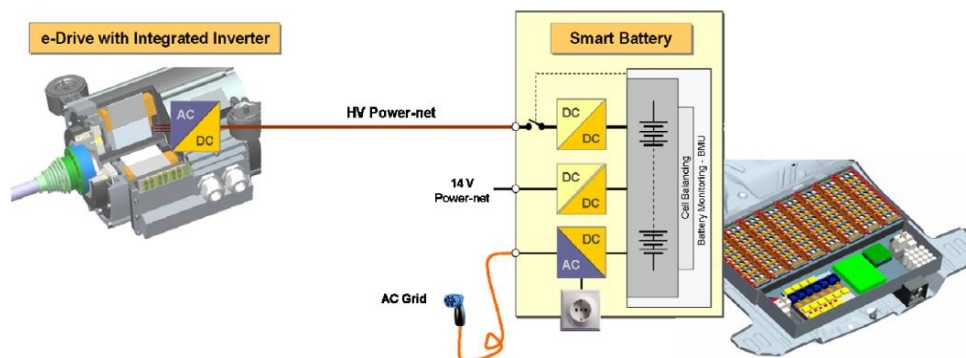 e-Drive with Integrated Inverter
Smart Battery
AC
DC
HV Power-net
DC
DC
14 V
Power-net
DC
DC
DC
AC
AC Grid
Cell Balancing
Battery Monitoring - BMU